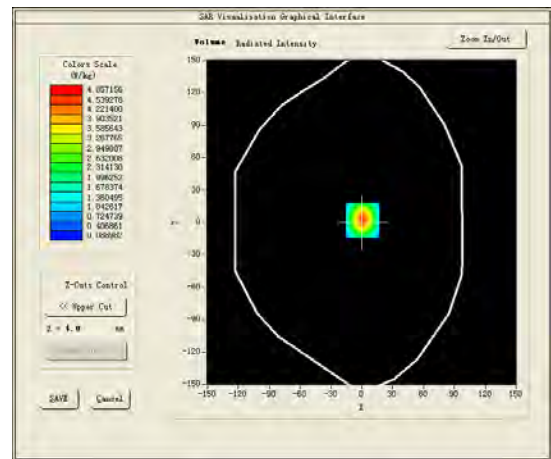 SAR Visualisation Graphical Interface
Volume Radiated Intensity
Zoom In/Out
Colors Scale
(W/kg)
4.857156
4.539278
4.221400
3.903521
3.585643
3.267765
2.949887
2.632008
2.314130
1.996252
1.678374
1.360495
1.042617
0.724739
0.406861
0.088982
150
120
90
60
30
0
-30
-60
-90
-120
-150
-150 -120 -90 -60 -30 0 30 60 90 120 150
X
Z-Cuts Control
<< Upper Cut
Z = 4.0 mm
SAVE
Cancel